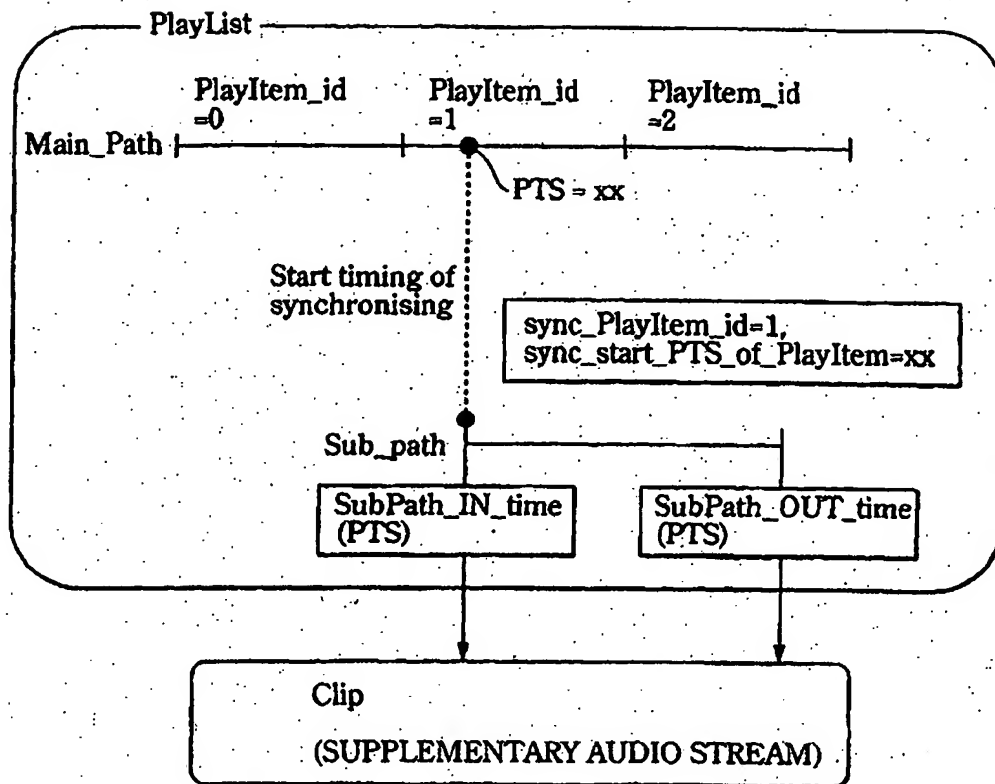 PlayList
PlayItem_id
=0
PlayItem_id
=1
PlayItem_id
=2
Main_Path
PTS = xx
Start timing of
synchronising
sync_PlayItem_id=1,
sync_start_PTS_of_PlayItem=xx
Sub_path
SubPath_IN_time
(PTS)
SubPath_OUT_time
(PTS)
Clip
(SUPPLEMENTARY AUDIO STREAM)